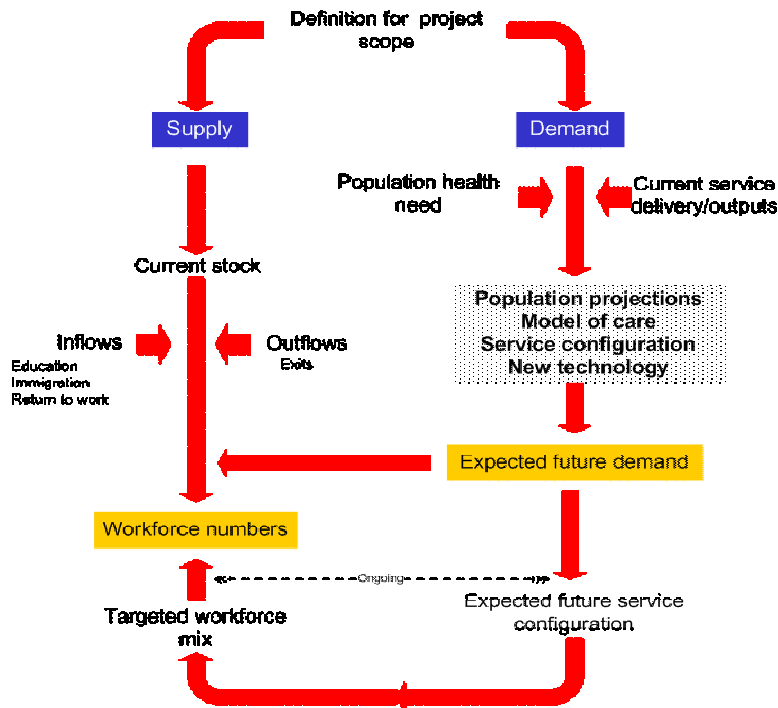 Definition for project
scope
Supply
Demand
Population health
need
Current service
delivery/outputs
Current stock
Population projections
Model of care
Service configuration
New technology
Inflows
Education
Immigration
Return to work
Outflows
Exits
Expected future demand
Workforce numbers
Ongoing
Targeted workforce
mix
Expected future service
configuration